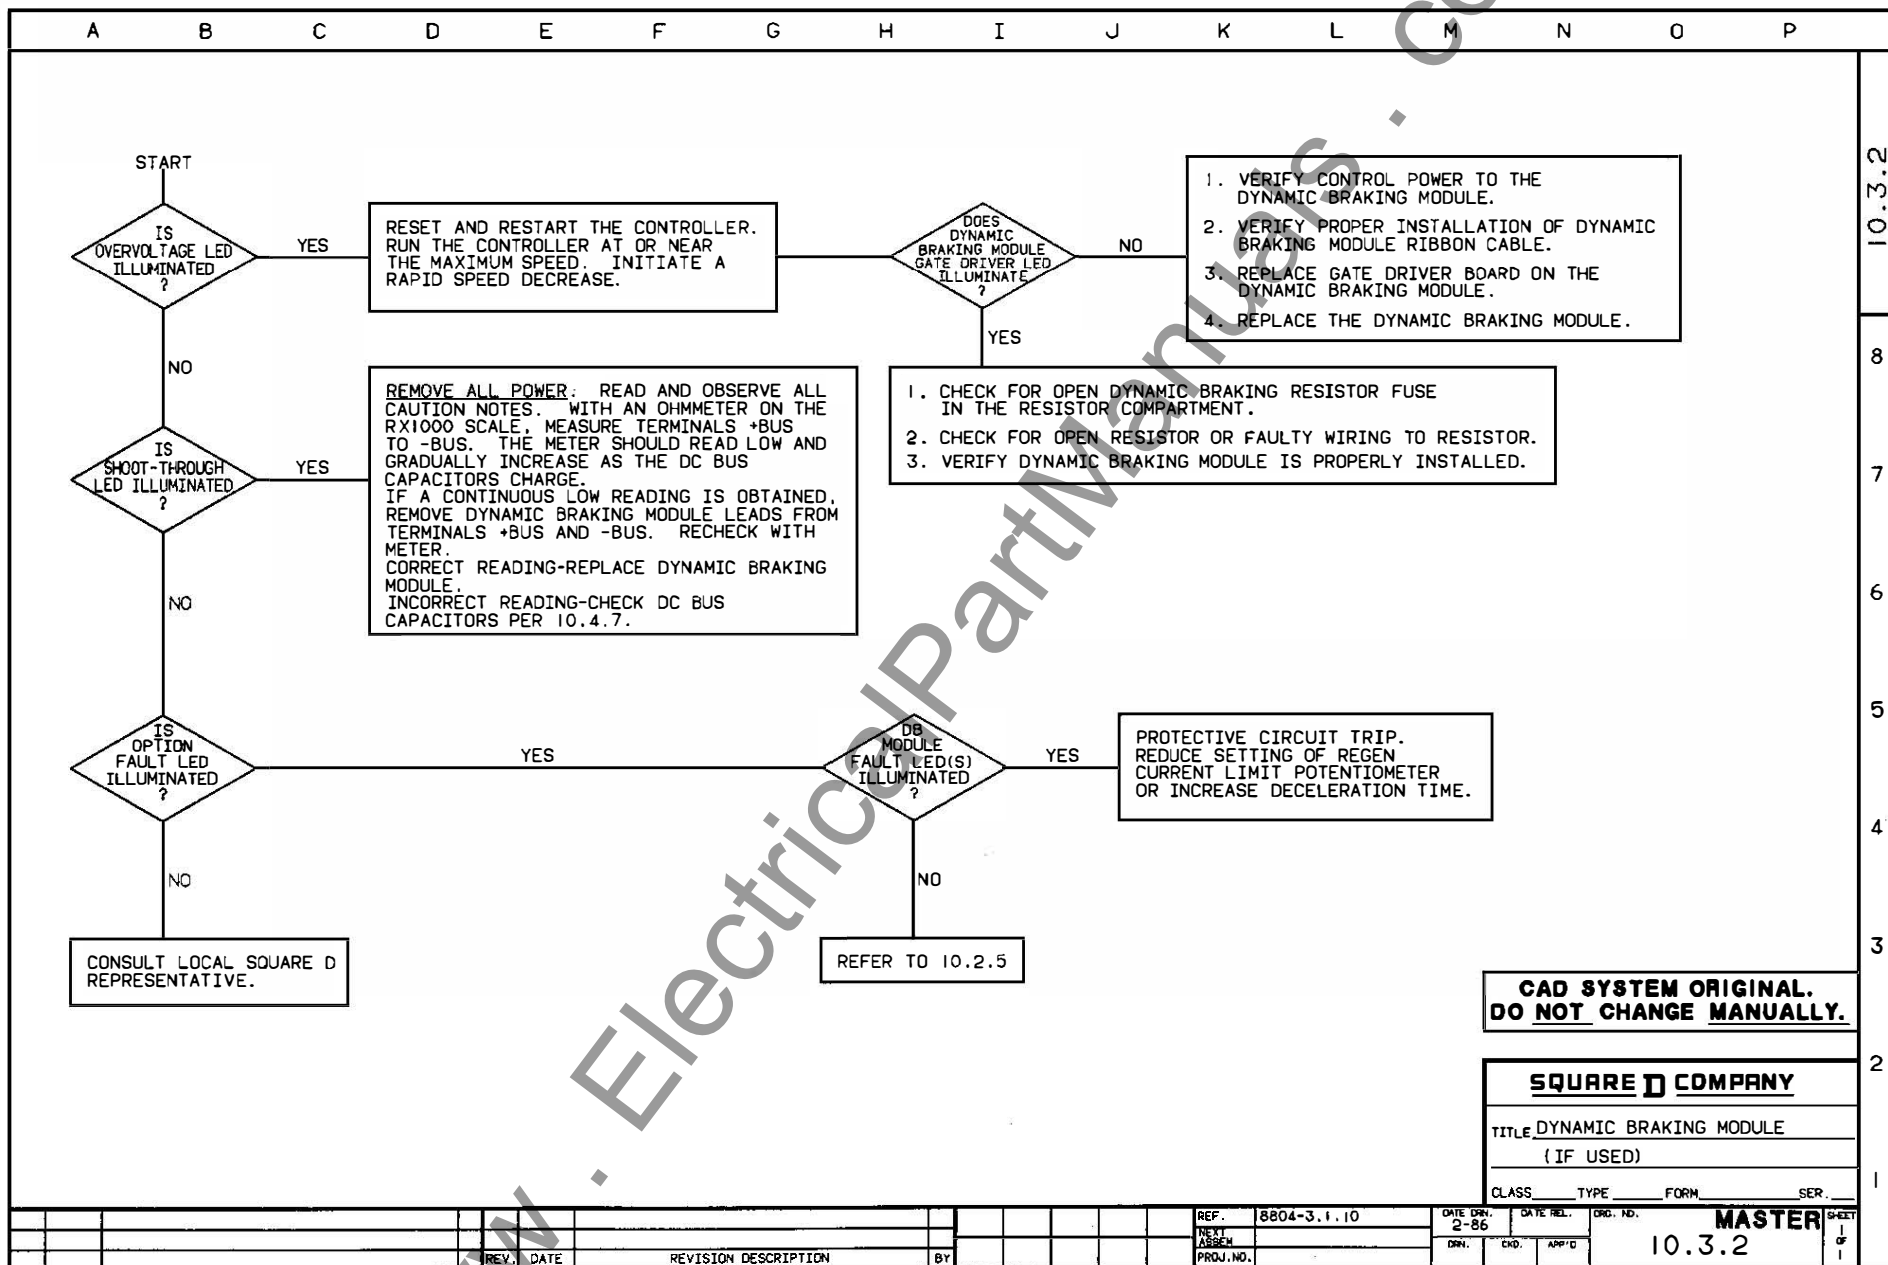 A B C D E F G H I J K L M N O P
10.3.2
START
IS
OVERVOLTAGE LED
ILLUMINATED
?
YES
NO
RESET AND RESTART THE CONTROLLER.
RUN THE CONTROLLER AT OR NEAR
THE MAXIMUM SPEED. INITIATE A
RAPID SPEED DECREASE.
DOES
DYNAMIC
BRAKING MODULE
GATE DRIVER LED
ILLUMINATE
?
NO
YES
1. VERIFY CONTROL POWER TO THE
DYNAMIC BRAKING MODULE.
2. VERIFY PROPER INSTALLATION OF DYNAMIC
BRAKING MODULE RIBBON CABLE.
3. REPLACE GATE DRIVER BOARD ON THE
DYNAMIC BRAKING MODULE.
4. REPLACE THE DYNAMIC BRAKING MODULE.
1. CHECK FOR OPEN DYNAMIC BRAKING RESISTOR FUSE
IN THE RESISTOR COMPARTMENT.
2. CHECK FOR OPEN RESISTOR OR FAULTY WIRING TO RESISTOR.
3. VERIFY DYNAMIC BRAKING MODULE IS PROPERLY INSTALLED.
IS
SHOOT-THROUGH
LED ILLUMINATED
?
YES
NO
REMOVE ALL POWER: READ AND OBSERVE ALL
CAUTION NOTES. WITH AN OHMMETER ON THE
RX1000 SCALE, MEASURE TERMINALS +BUS
TO -BUS. THE METER SHOULD READ LOW AND
GRADUALLY INCREASE AS THE DC BUS
CAPACITORS CHARGE.
IF A CONTINUOUS LOW READING IS OBTAINED,
REMOVE DYNAMIC BRAKING MODULE LEADS FROM
TERMINALS +BUS AND -BUS. RECHECK WITH
METER.
CORRECT READING-REPLACE DYNAMIC BRAKING
MODULE.
INCORRECT READING-CHECK DC BUS
CAPACITORS PER 10.4.7.
IS
OPTION
FAULT LED
ILLUMINATED
?
YES
NO
DB
MODULE
FAULT LED(S)
ILLUMINATED
?
YES
NO
PROTECTIVE CIRCUIT TRIP.
REDUCE SETTING OF REGEN
CURRENT LIMIT POTENTIOMETER
OR INCREASE DECELERATION TIME.
CONSULT LOCAL SQUARE D
REPRESENTATIVE.
REFER TO 10.2.5
8
7
6
5
4
3
2
1
CAD SYSTEM ORIGINAL.
DO NOT CHANGE MANUALLY.
SQUARE D COMPANY
TITLE DYNAMIC BRAKING MODULE
(IF USED)
CLASS TYPE FORM SER.
REV. DATE REVISION DESCRIPTION BY
REF. 8804-3.1.10
NEXT
ASSEM
PROJ.NO.
DATE DRN. DATE REL. ORG. NO.
2-86
DRN. CKD. APP'D
MASTER
10.3.2
SHEET
1
OF
1
w . ElectricalPartManuals . co